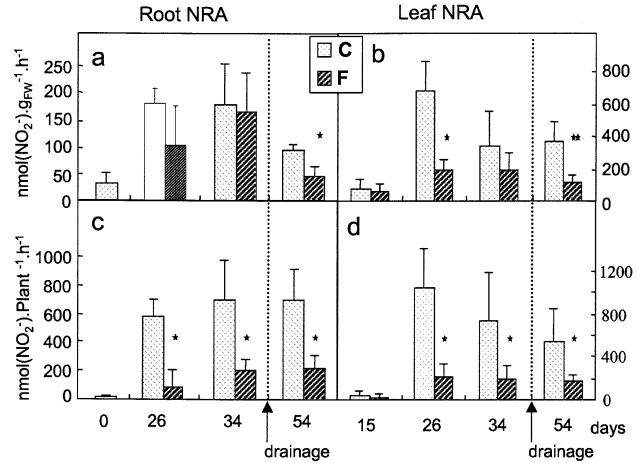 Root NRA
Leaf NRA
C
F
a
b
nmol(NO₂⁻).g_FW⁻¹.h⁻¹
250
200
150
100
50
0
800
600
400
200
0
*
*
**
c
d
nmol(NO₂⁻).Plant⁻¹.h⁻¹
1000
800
600
400
200
0
1200
800
400
0
*
*
*
*
*
*
0
26
34
54
15
26
34
54
days
drainage
drainage